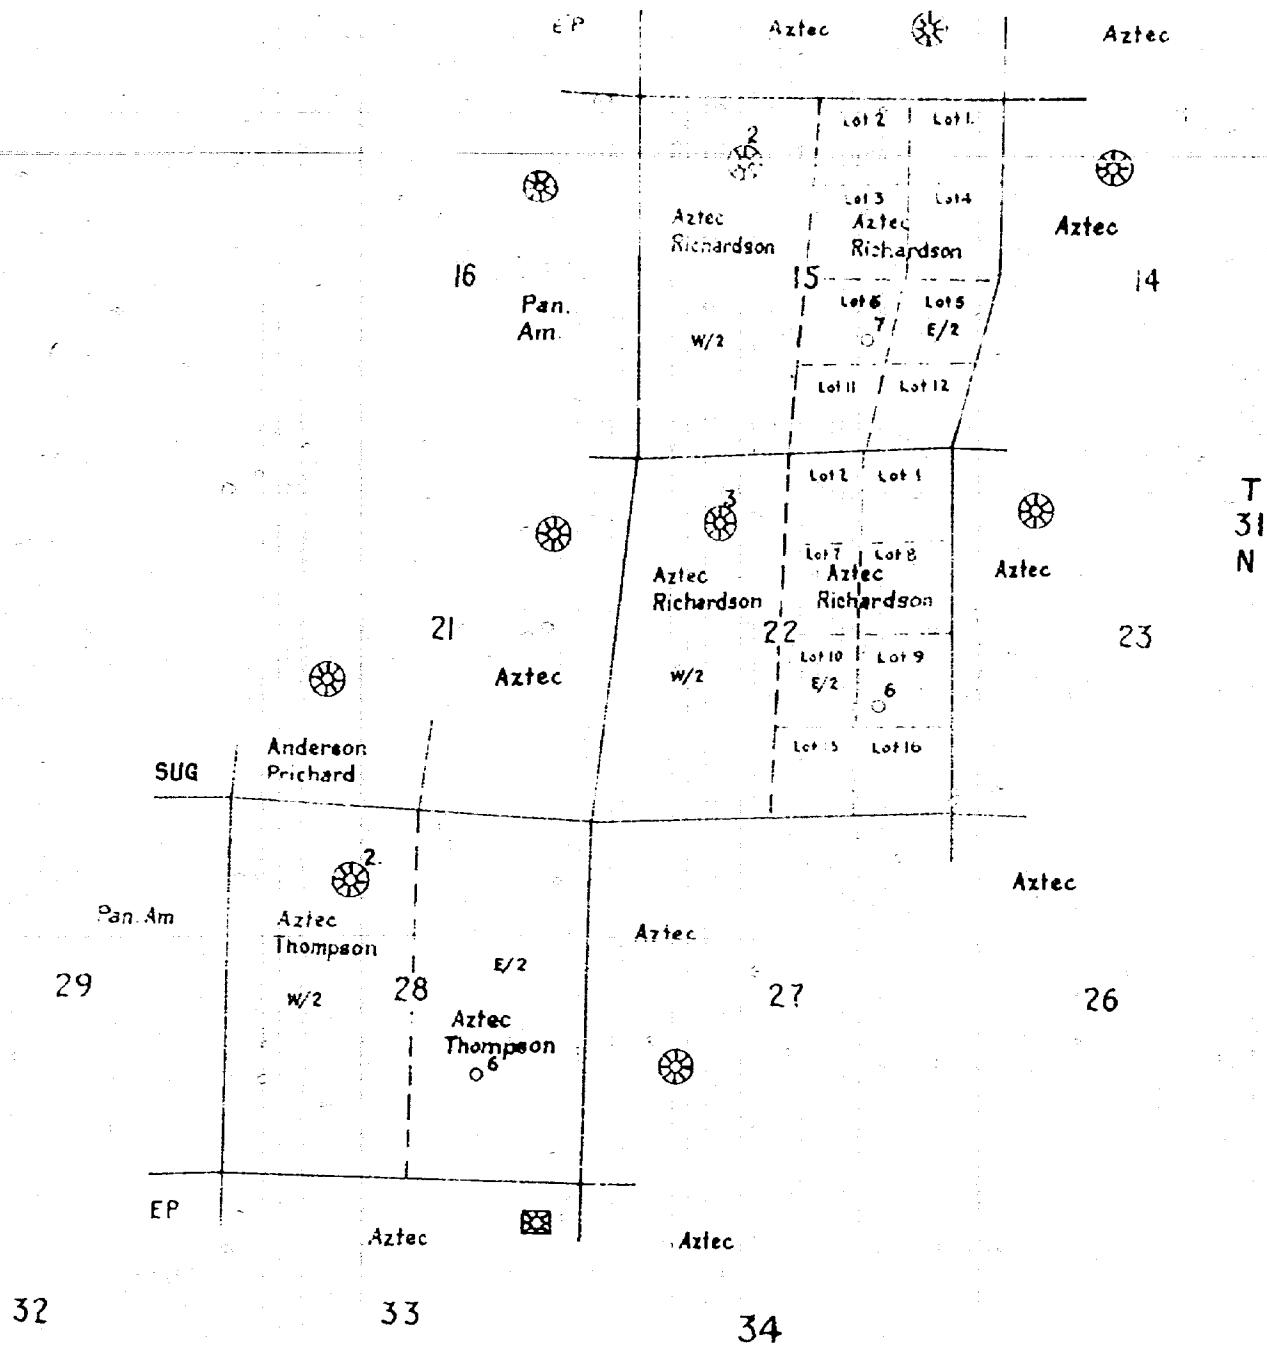 EP
Aztec
Aztec
Lot 2
Lot 1
2
Lot 3
Lot 4
Aztec
Richardson
Aztec
Richardson
Aztec
16
15
14
Pan.
Am.
Lot 6
Lot 5
7
E/2
W/2
Lot 11
Lot 12
Lot 2
Lot 1
T
31
N
3
Lot 7
Lot 8
Aztec
Richardson
Aztec
Richardson
Aztec
21
22
23
Aztec
W/2
Lot 10
Lot 9
E/2
6
Lot 15
Lot 16
Anderson
Prichard
SUG
2
Pan. Am
Aztec
Thompson
Aztec
Aztec
E/2
29
W/2
28
27
26
Aztec
Thompson
6
EP
Aztec
Aztec
32
33
34